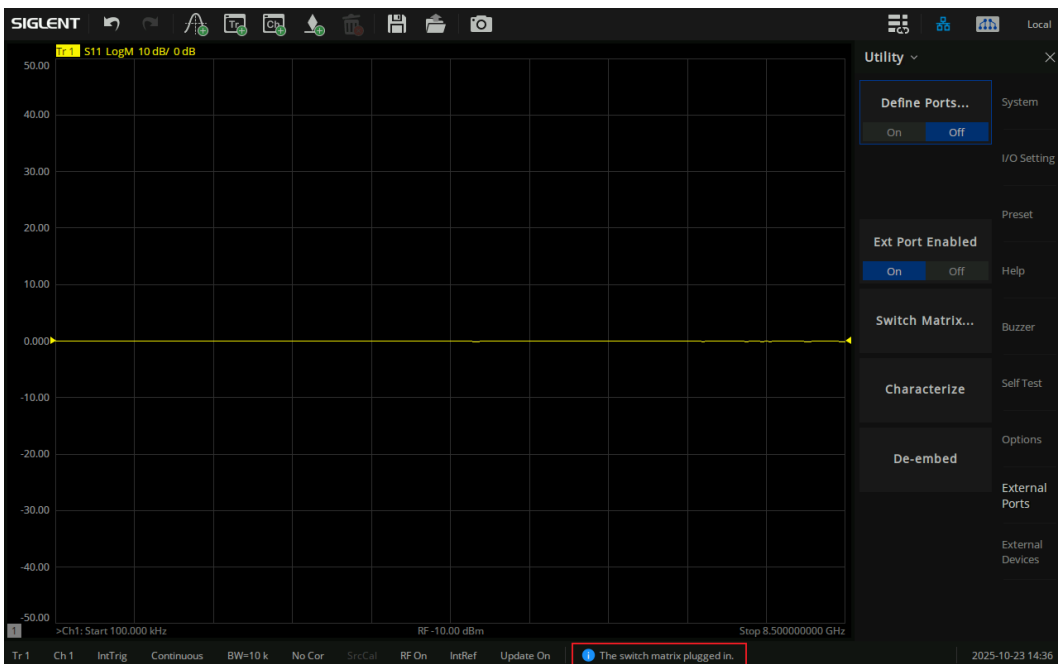 SIGLENT
Tr+
Ch+
Local
Tr 1 S11 LogM 10 dB/ 0 dB
50.00
40.00
30.00
20.00
10.00
0.000
-10.00
-20.00
-30.00
-40.00
-50.00
1
>Ch1: Start 100.000 kHz
RF -10.00 dBm
Stop 8.500000000 GHz
Utility
Define Ports...
On Off
Ext Port Enabled
On Off
Switch Matrix...
Characterize
De-embed
System
I/O Setting
Preset
Help
Buzzer
Self Test
Options
External
Ports
External
Devices
Tr 1 Ch 1 IntTrig Continuous BW=10 k No Cor SrcCal RF On IntRef Update On The switch matrix plugged in. 2025-10-23 14:36